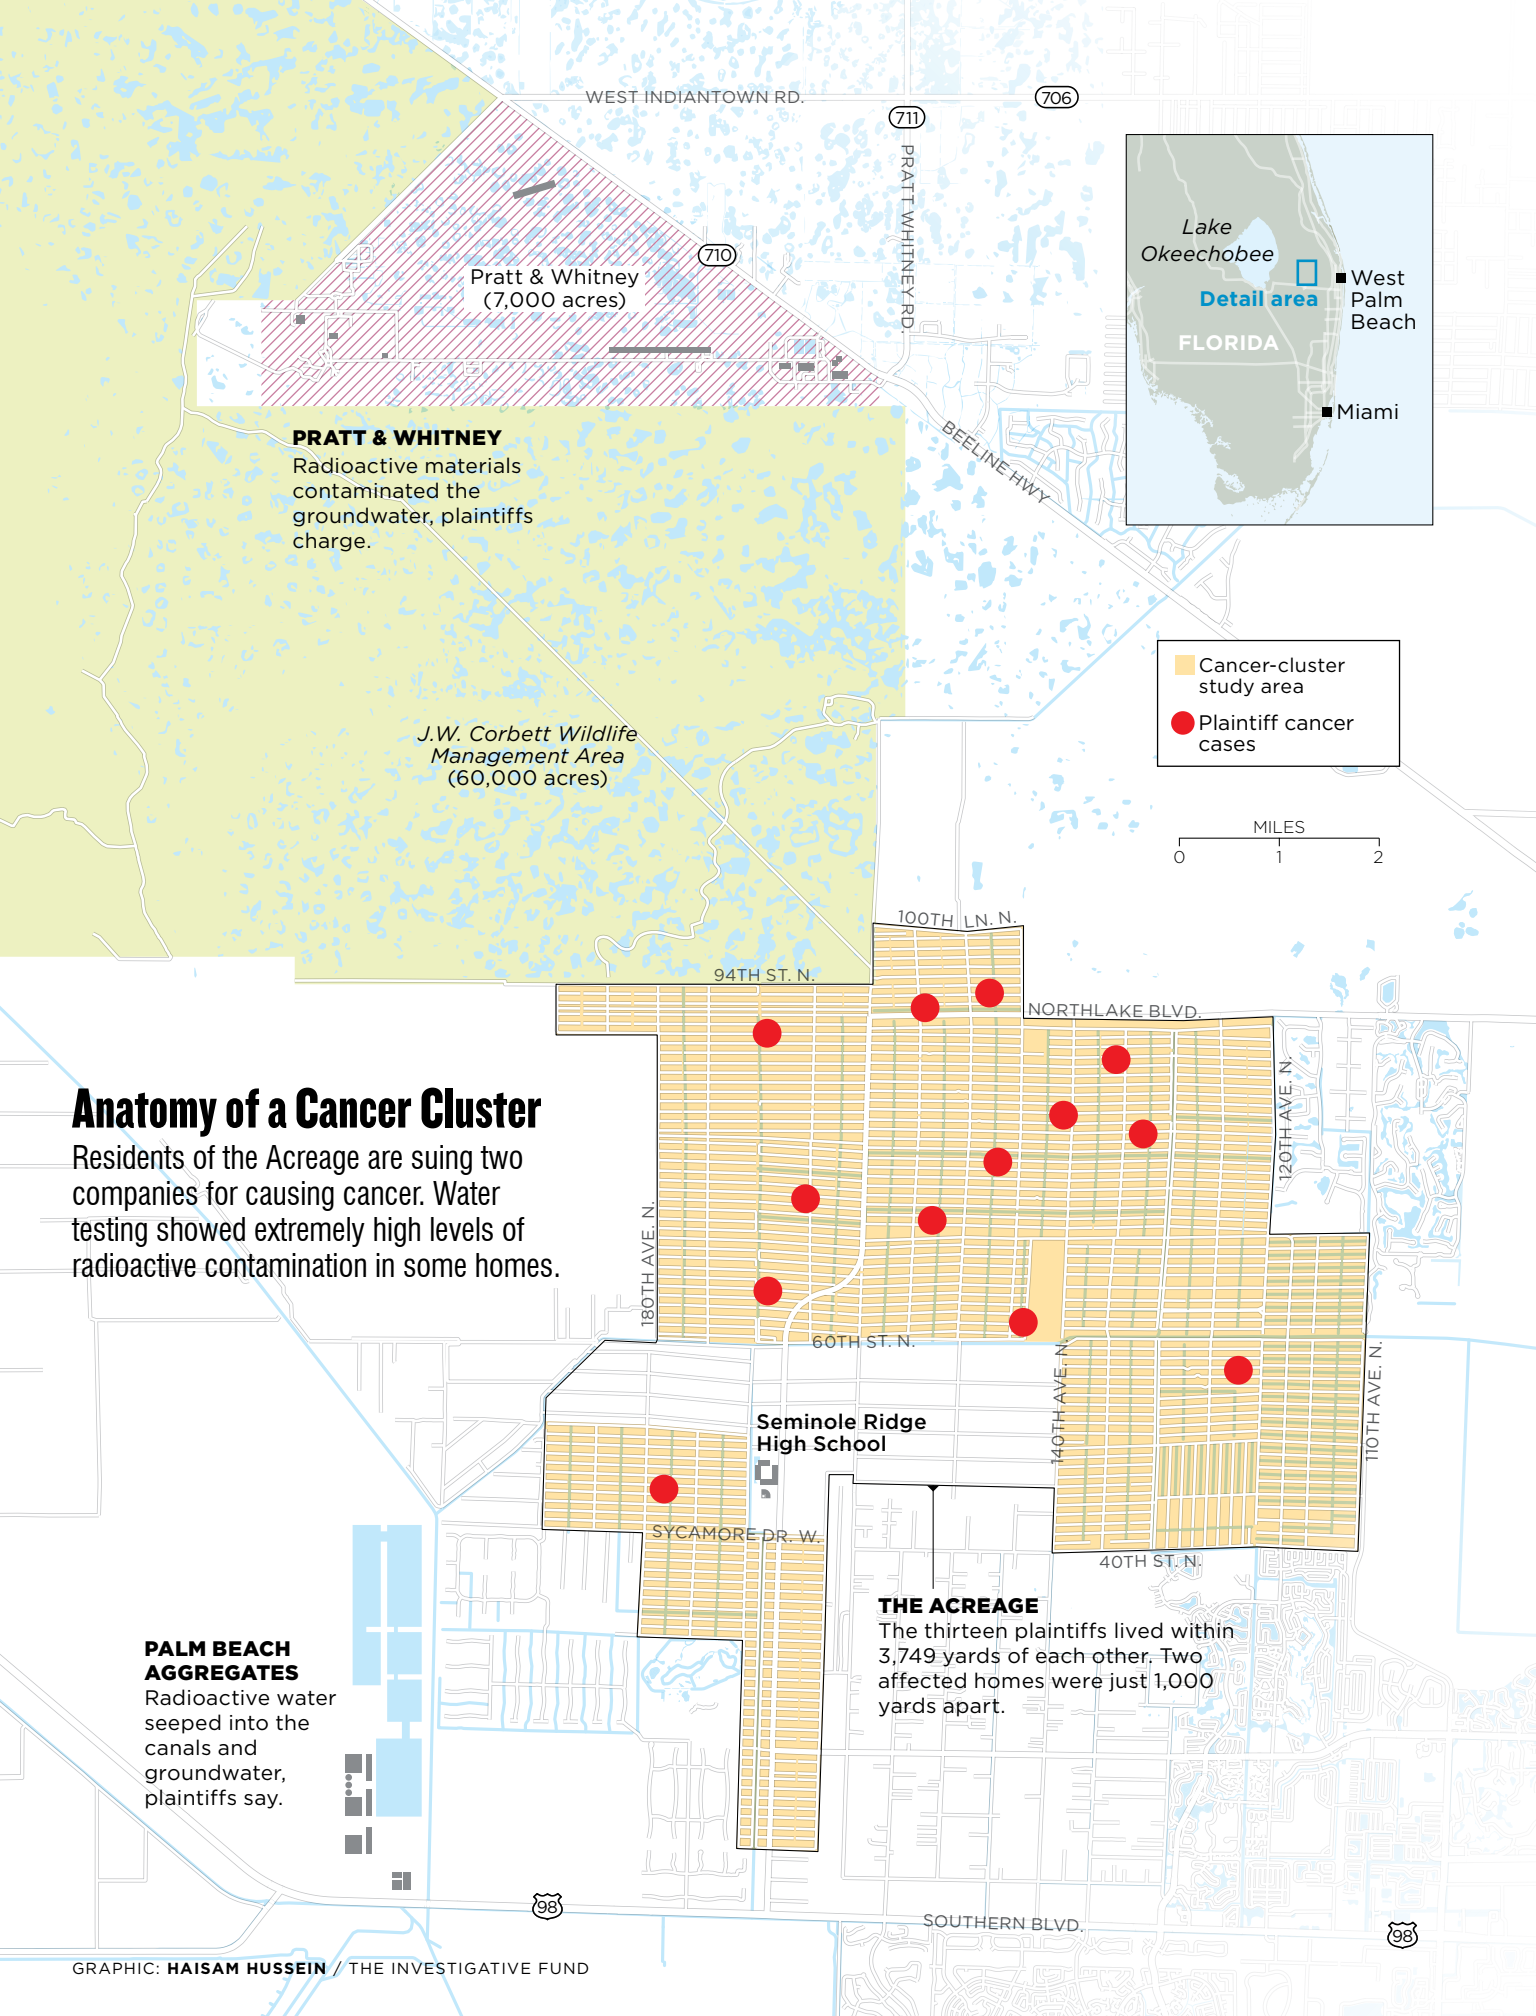 WEST INDIANTOWN RD.
706
711
PRATT WHITNEY RD.
710
Pratt & Whitney
(7,000 acres)
Lake
Okeechobee
Detail area
West
Palm
Beach
FLORIDA
Miami
PRATT & WHITNEY
Radioactive materials
contaminated the
groundwater, plaintiffs
charge.
BEELINE HWY
Cancer-cluster
study area
Plaintiff cancer
cases
J.W. Corbett Wildlife
Management Area
(60,000 acres)
MILES
0 1 2
100TH LN. N.
94TH ST. N.
NORTHLAKE BLVD.
120TH AVE. N.
Anatomy of a Cancer Cluster
Residents of the Acreage are suing two
companies for causing cancer. Water
testing showed extremely high levels of
radioactive contamination in some homes.
180TH AVE. N.
60TH ST. N.
140TH AVE. N.
110TH AVE. N.
Seminole Ridge
High School
SYCAMORE DR. W.
40TH ST. N.
THE ACREAGE
The thirteen plaintiffs lived within
3,749 yards of each other. Two
affected homes were just 1,000
yards apart.
PALM BEACH
AGGREGATES
Radioactive water
seeped into the
canals and
groundwater,
plaintiffs say.
98
SOUTHERN BLVD.
98
GRAPHIC: HAISAM HUSSEIN / THE INVESTIGATIVE FUND